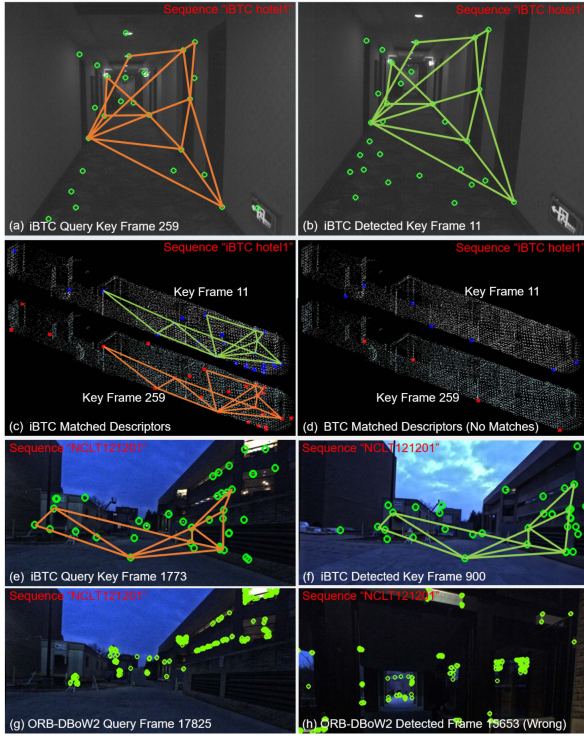 Sequence "iBTC hotel1"
(a) iBTC Query Key Frame 259
Sequence "iBTC hotel1"
(b) iBTC Detected Key Frame 11
Sequence "iBTC hotel1"
Key Frame 11
Key Frame 259
(c) iBTC Matched Descriptors
Sequence "iBTC hotel1"
Key Frame 11
Key Frame 259
(d) BTC Matched Descriptors (No Matches)
Sequence "NCLT121201"
(e) iBTC Query Key Frame 1773
Sequence "NCLT121201"
(f) iBTC Detected Key Frame 900
Sequence "NCLT121201"
(g) ORB-DBoW2 Query Frame 17825
Sequence "NCLT121201"
(h) ORB-DBoW2 Detected Frame 15653 (Wrong)